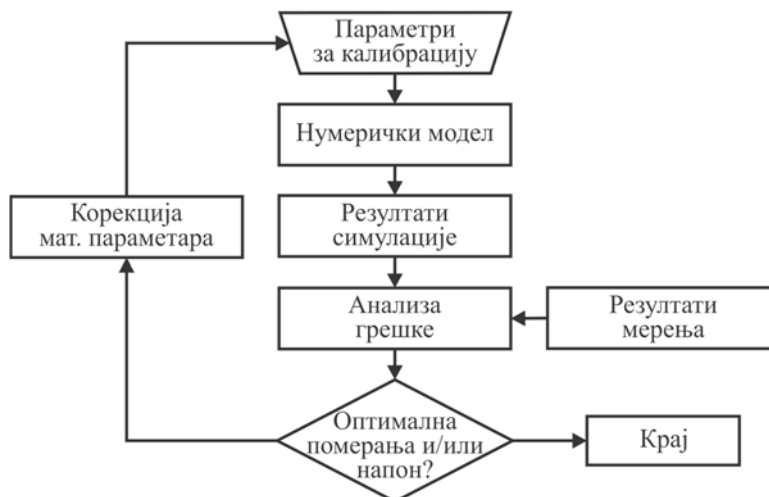 Параметри
за калибрацију
Нумерички модел
Корекција
мат. параметара
Резултати
симулације
Анализа
грешке
Резултати
мерења
Оптимална
померања и/или
напон?
Крај